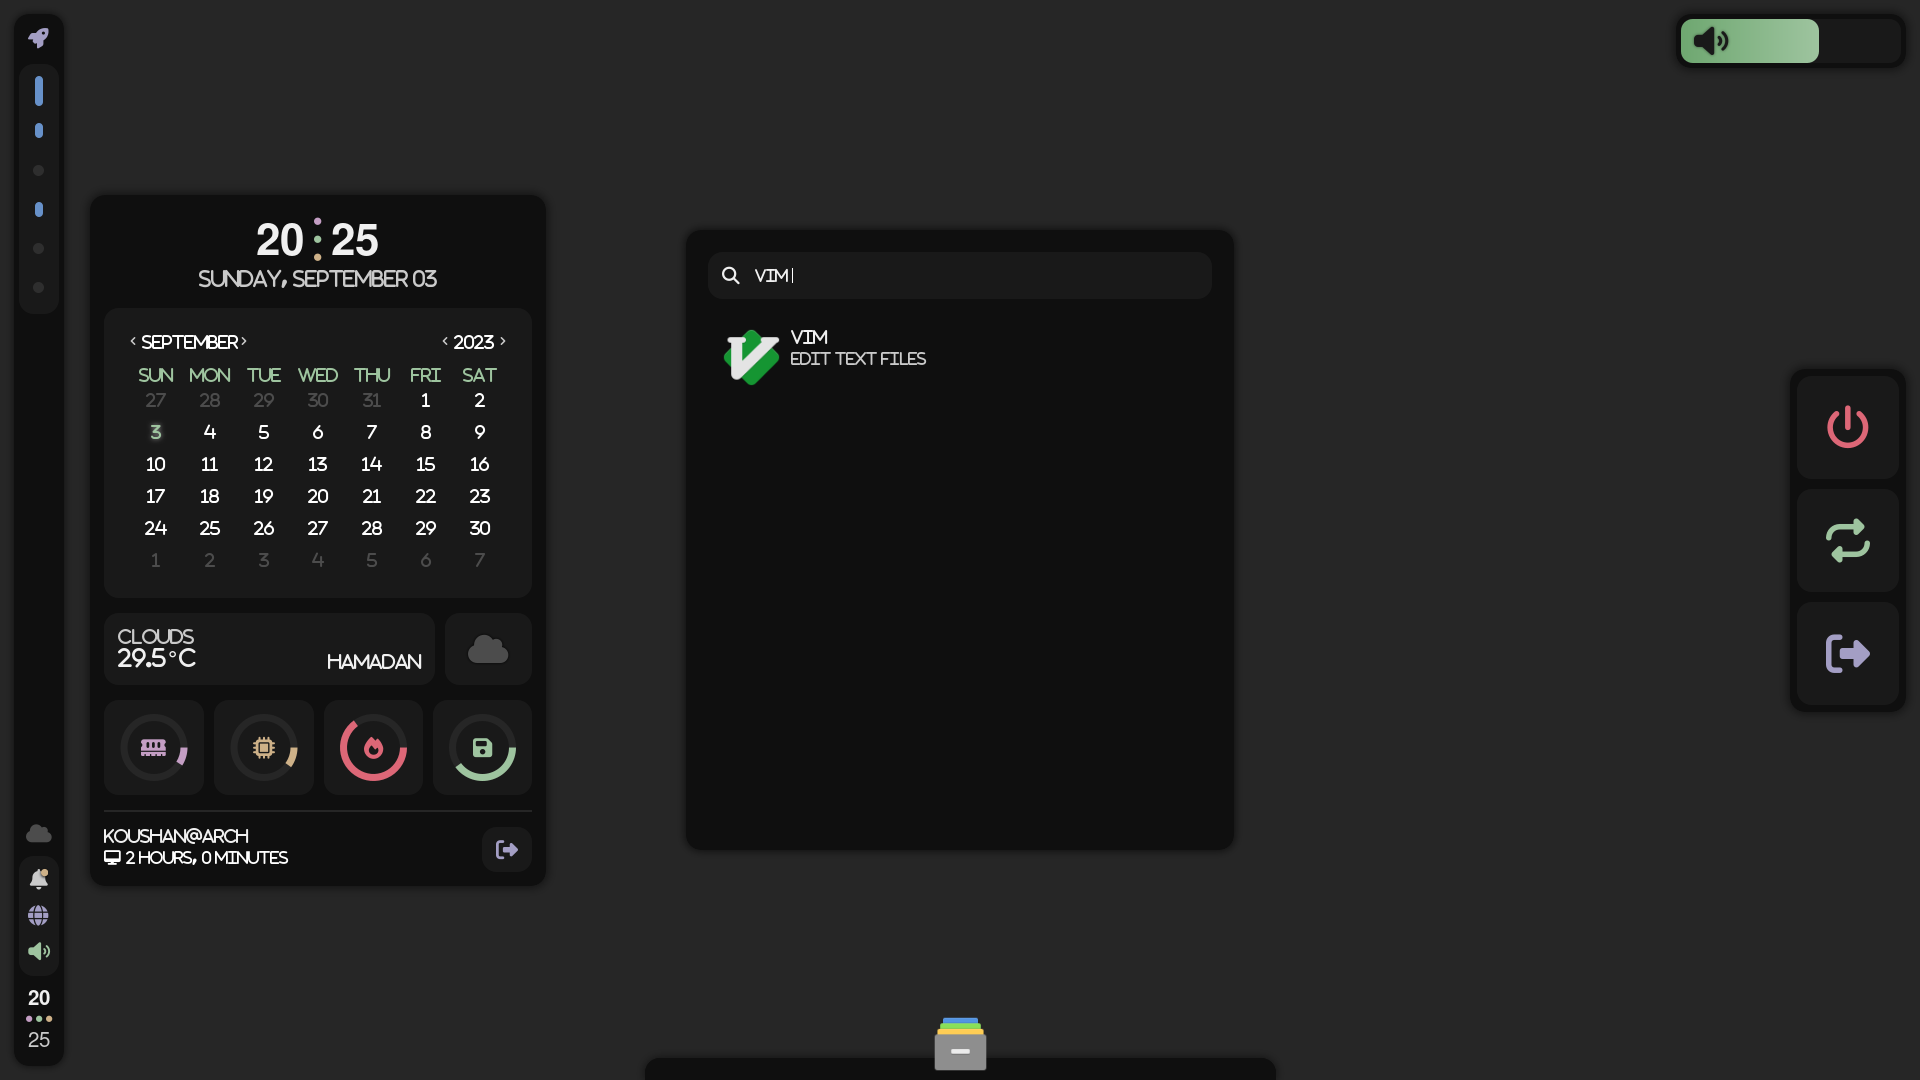 20:25
SUNDAY, SEPTEMBER 03
‹ SEPTEMBER › ‹ 2023 ›
SUN MON TUE WED THU FRI SAT
27 28 29 30 31 1 2
3 4 5 6 7 8 9
10 11 12 13 14 15 16
17 18 19 20 21 22 23
24 25 26 27 28 29 30
1 2 3 4 5 6 7
CLOUDS
29.5°C
HAMADAN
KOUSHAN@ARCH
2 HOURS, 0 MINUTES
20
25
VIM
VIM
EDIT TEXT FILES